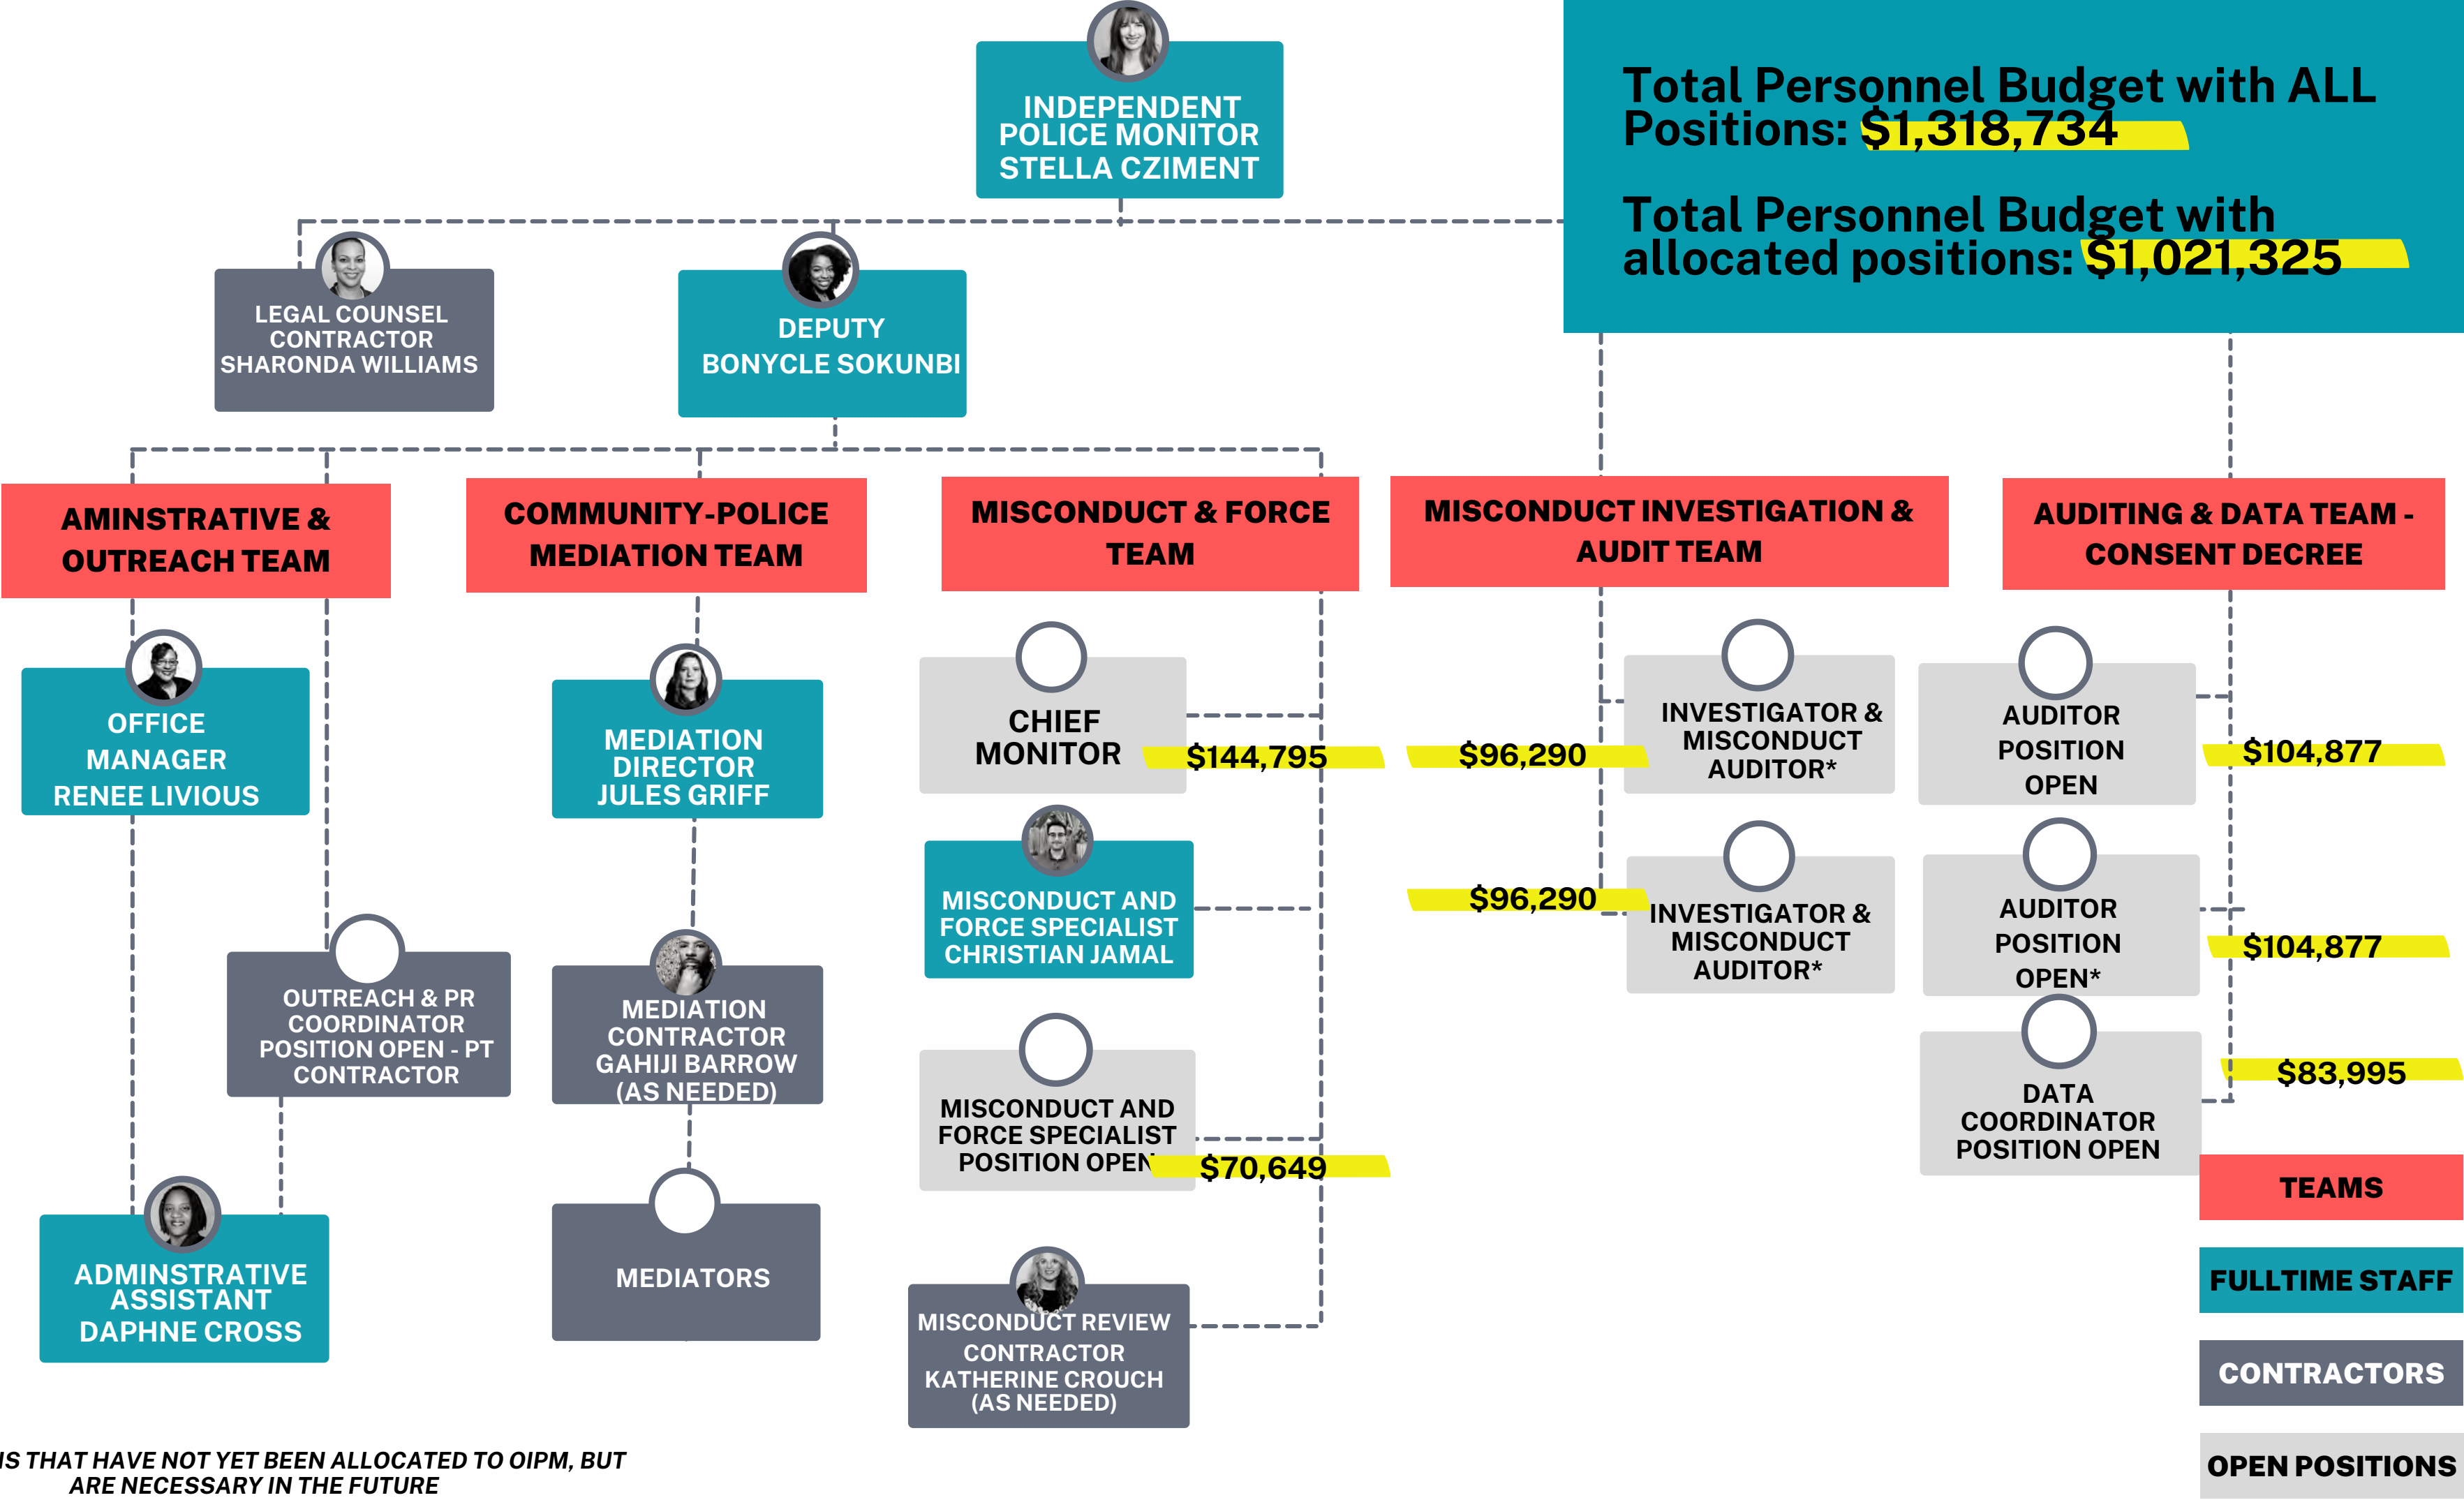 INDEPENDENT
POLICE MONITOR
STELLA CZIMENT
Total Personnel Budget with ALL
Positions: $1,318,734
Total Personnel Budget with
allocated positions: $1,021,325
LEGAL COUNSEL
CONTRACTOR
SHARONDA WILLIAMS
DEPUTY
BONYCLE SOKUNBI
AMINSTRATIVE &
OUTREACH TEAM
COMMUNITY-POLICE
MEDIATION TEAM
MISCONDUCT & FORCE
TEAM
MISCONDUCT INVESTIGATION &
AUDIT TEAM
AUDITING & DATA TEAM -
CONSENT DECREE
OFFICE
MANAGER
RENEE LIVIOUS
OUTREACH & PR
COORDINATOR
POSITION OPEN - PT
CONTRACTOR
ADMINSTRATIVE
ASSISTANT
DAPHNE CROSS
MEDIATION
DIRECTOR
JULES GRIFF
MEDIATION
CONTRACTOR
GAHIJI BARROW
(AS NEEDED)
MEDIATORS
CHIEF
MONITOR
$144,795
MISCONDUCT AND
FORCE SPECIALIST
CHRISTIAN JAMAL
MISCONDUCT AND
FORCE SPECIALIST
POSITION OPEN
$70,649
MISCONDUCT REVIEW
CONTRACTOR
KATHERINE CROUCH
(AS NEEDED)
$96,290
INVESTIGATOR &
MISCONDUCT
AUDITOR*
$96,290
INVESTIGATOR &
MISCONDUCT
AUDITOR*
AUDITOR
POSITION
OPEN
$104,877
AUDITOR
POSITION
OPEN*
$104,877
DATA
COORDINATOR
POSITION OPEN
$83,995
TEAMS
FULLTIME STAFF
CONTRACTORS
OPEN POSITIONS
THAT HAVE NOT YET BEEN ALLOCATED TO OIPM, BUT
ARE NECESSARY IN THE FUTURE